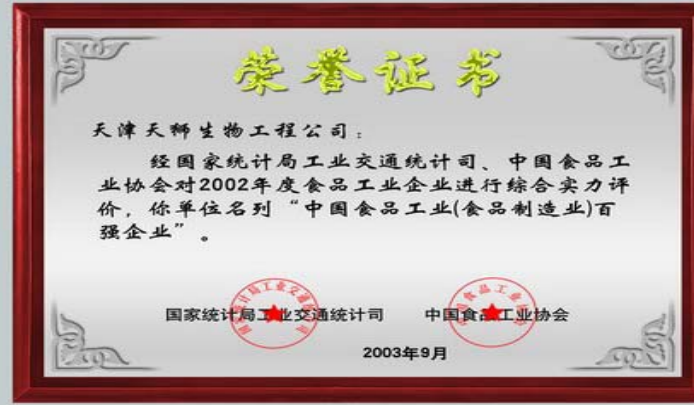 荣誉证书
天津天狮生物工程公司：
经国家统计局工业交通统计司、中国食品工
业协会对2002年度食品工业企业进行综合实力评
价，你单位名列“中国食品工业(食品制造业)百
强企业”。
国家统计局工业交通统计司 中国食品工业协会
2003年9月